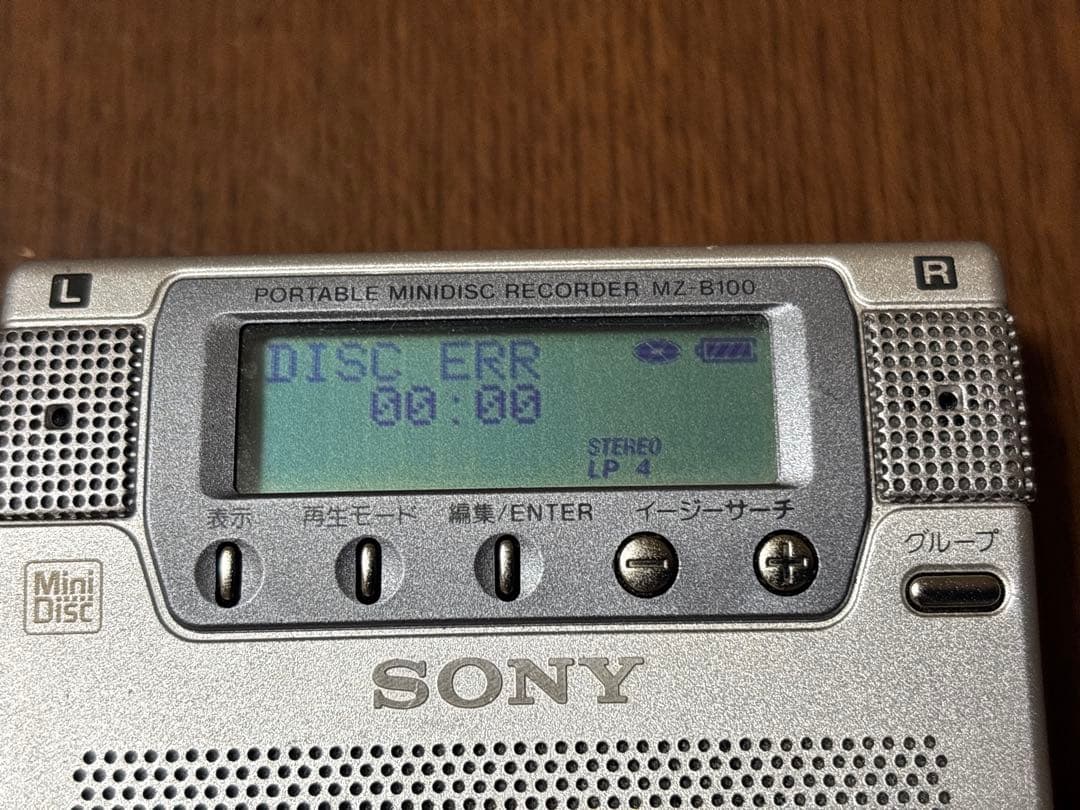 L
R
PORTABLE MINIDISC RECORDER MZ-B100
DISC ERR
00:00
STEREO
LP 4
表示 再生モード 編集/ENTER イージーサーチ
グループ
Mini
Disc
SONY